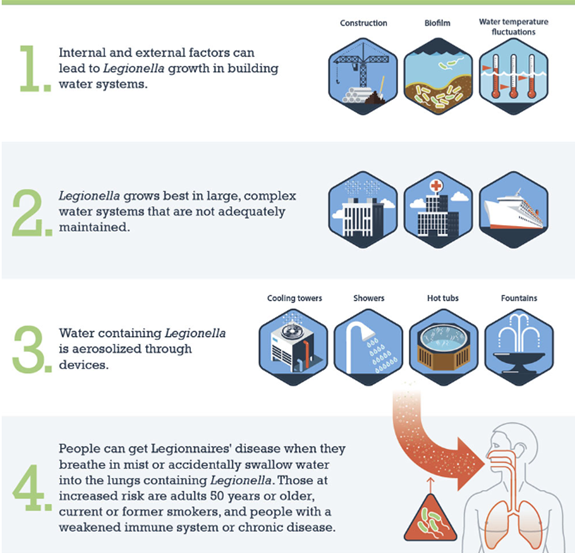 Construction
Biofilm
Water temperature
fluctuations
1.
Internal and external factors can
lead to Legionella growth in building
water systems.
2.
Legionella grows best in large, complex
water systems that are not adequately
maintained.
Cooling towers
Showers
Hot tubs
Fountains
3.
Water containing Legionella
is aerosolized through
devices.
4.
People can get Legionnaires' disease when they
breathe in mist or accidentally swallow water
into the lungs containing Legionella. Those at
increased risk are adults 50 years or older,
current or former smokers, and people with a
weakened immune system or chronic disease.